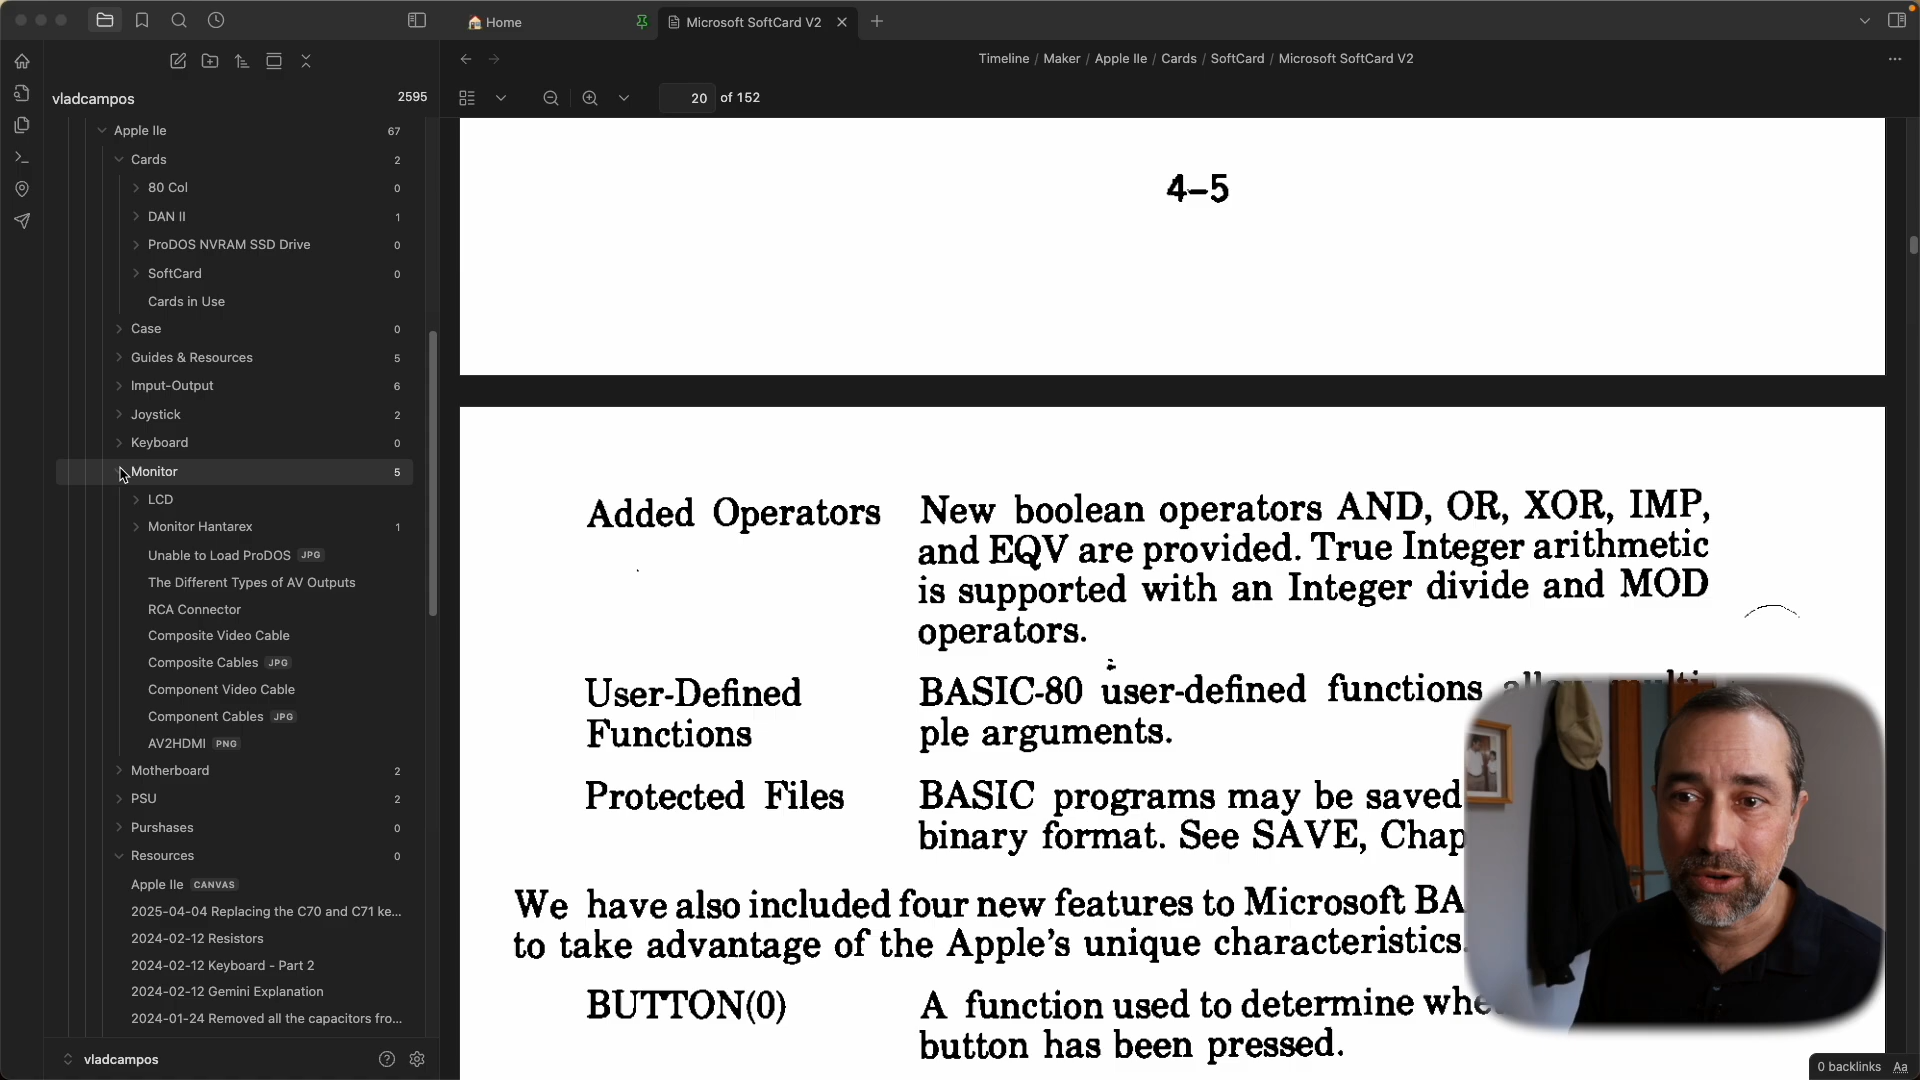 Home
Microsoft SoftCard V2
Timeline / Maker / Apple IIe / Cards / SoftCard / Microsoft SoftCard V2
vladcampos 2595
20 of 152
Apple IIe 67
Cards 2
80 Col 0
DAN II 1
ProDOS NVRAM SSD Drive 0
SoftCard 0
Cards in Use
Case 0
Guides & Resources 5
Imput-Output 6
Joystick 2
Keyboard 0
Monitor 5
LCD
Monitor Hantarex 1
Unable to Load ProDOS JPG
The Different Types of AV Outputs
RCA Connector
Composite Video Cable
Composite Cables JPG
Component Video Cable
Component Cables JPG
AV2HDMI PNG
Motherboard 2
PSU 2
Purshases 0
Resources 0
Apple IIe CANVAS
2025-04-04 Replacing the C70 and C71 ke...
2024-02-12 Resistors
2024-02-12 Keyboard - Part 2
2024-02-12 Gemini Explanation
2024-01-24 Removed all the capacitors fro...
vladcampos
4-5
Added Operators New boolean operators AND, OR, XOR, IMP,
and EQV are provided. True Integer arithmetic
is supported with an Integer divide and MOD
operators.
User-Defined BASIC-80 user-defined functions allow multi-
Functions ple arguments.
Protected Files BASIC programs may be saved
binary format. See SAVE, Chap
We have also included four new features to Microsoft BA
to take advantage of the Apple's unique characteristics.
BUTTON(0) A function used to determine whe
button has been pressed.
0 backlinks Aa